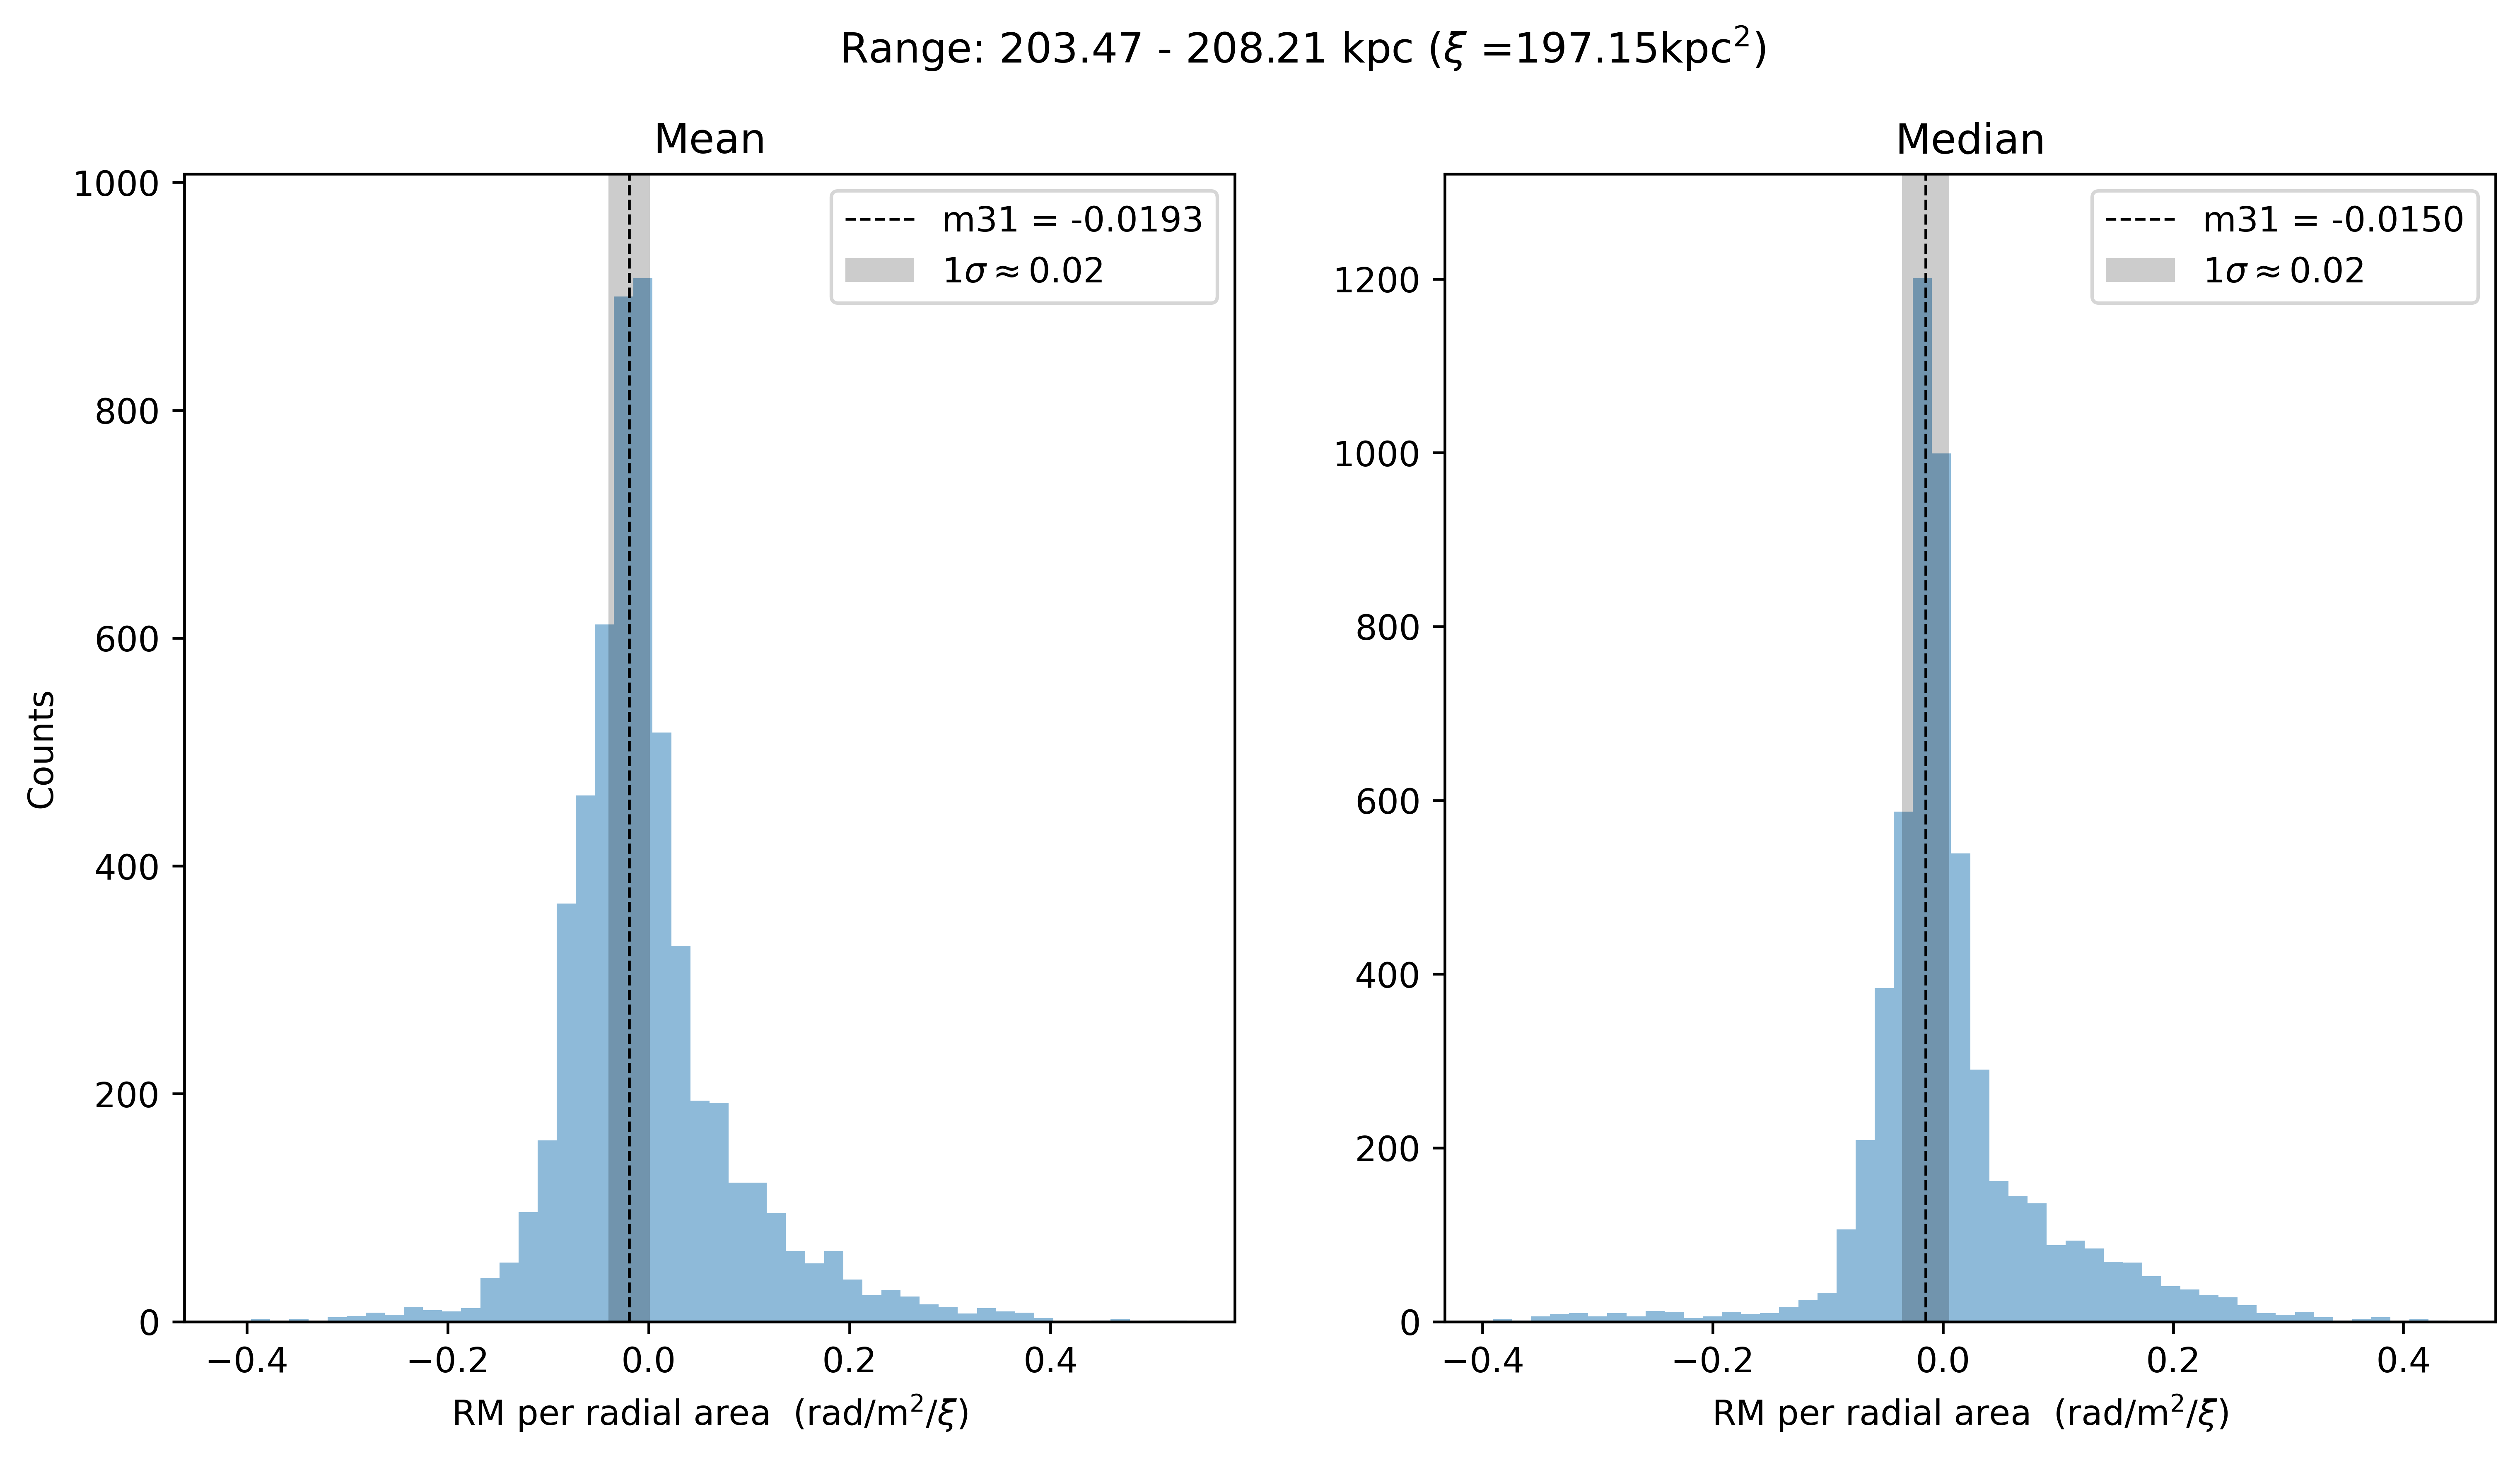 Range: 203.47 - 208.21 kpc (ξ =197.15kpc²)
Mean
1000
800
600
400
200
0
Counts
m31 = -0.0193
1σ ≈ 0.02
−0.4 −0.2 0.0 0.2 0.4
RM per radial area (rad/m²/ξ)
Median
1200
1000
800
600
400
200
0
m31 = -0.0150
1σ ≈ 0.02
−0.4 −0.2 0.0 0.2 0.4
RM per radial area (rad/m²/ξ)